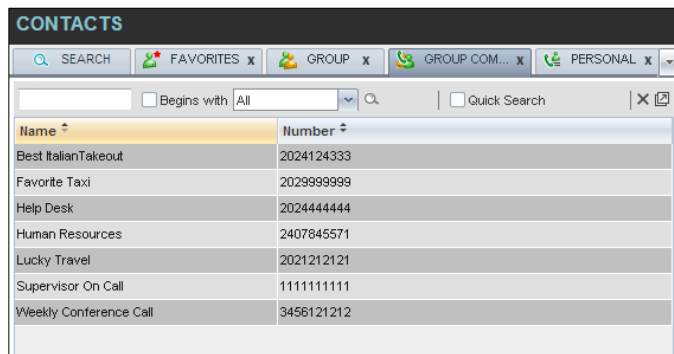 CONTACTS
SEARCH FAVORITES x GROUP x GROUP COM... x PERSONAL x
Begins with All Quick Search
Name Number
Best ItalianTakeout 2024124333
Favorite Taxi 2029999999
Help Desk 2024444444
Human Resources 2407845571
Lucky Travel 2021212121
Supervisor On Call 1111111111
Weekly Conference Call 3456121212